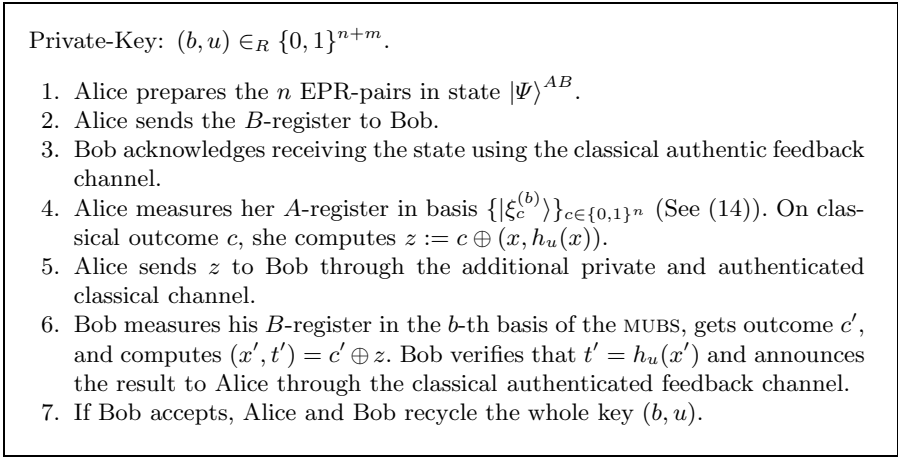 Private-Key: (b, u) ∈_R {0, 1}^{n+m}.
1. Alice prepares the n EPR-pairs in state |Ψ⟩^{AB}.
2. Alice sends the B-register to Bob.
3. Bob acknowledges receiving the state using the classical authentic feedback
channel.
4. Alice measures her A-register in basis {|ξ_c^{(b)}⟩}_{c∈{0,1}^n} (See (14)). On clas-
sical outcome c, she computes z := c ⊕ (x, h_u(x)).
5. Alice sends z to Bob through the additional private and authenticated
classical channel.
6. Bob measures his B-register in the b-th basis of the MUBS, gets outcome c′,
and computes (x′, t′) = c′ ⊕ z. Bob verifies that t′ = h_u(x′) and announces
the result to Alice through the classical authenticated feedback channel.
7. If Bob accepts, Alice and Bob recycle the whole key (b, u).